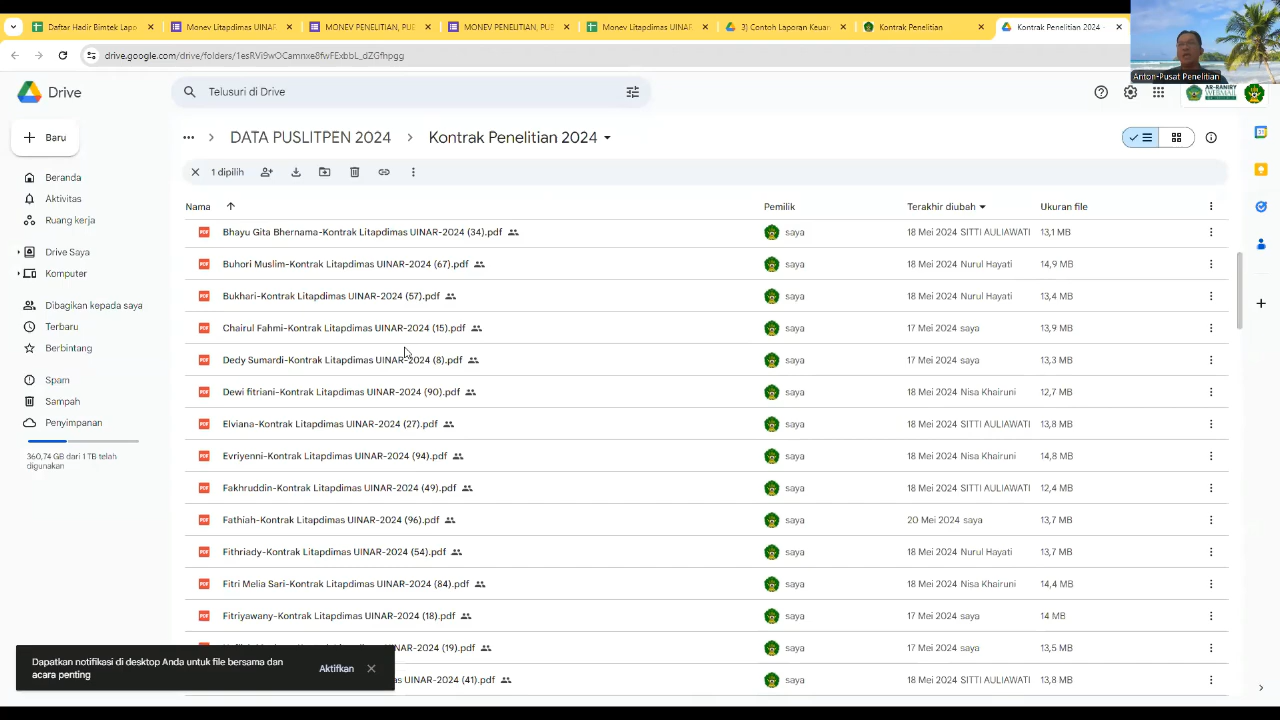 Daftar Hadir Bimtek Lapo
Monev Litapdimas UINAR
MONEV PENELITIAN, PUE
MONEV PENELITIAN, PUE
Monev Litapdimas UINAR
3) Contoh Laporan Keuan
Kontrak Penelitian
Kontrak Penelitian 2024 -
drive.google.com/drive/folders/1esRVi9wOCamnxe8fwFExbbL_dZGfhpgg
Anton-Pusat Penelitian
Drive
Telusuri di Drive
AR-RANIRY
WEBMAIL
Baru
DATA PUSLITPEN 2024
Kontrak Penelitian 2024
1 dipilih
Beranda
Aktivitas
Ruang kerja
Drive Saya
Komputer
Dibagikan kepada saya
Terbaru
Berbintang
Spam
Sampah
Penyimpanan
360,74 GB dari 1 TB telah
digunakan
Nama Pemilik Terakhir diubah Ukuran file
Bhayu Gita Bhernama-Kontrak Litapdimas UINAR-2024 (34).pdf saya 18 Mei 2024 SITTI AULIAWATI 13,1 MB
Buhori Muslim-Kontrak Litapdimas UINAR-2024 (67).pdf saya 18 Mei 2024 Nurul Hayati 14,9 MB
Bukhari-Kontrak Litapdimas UINAR-2024 (57).pdf saya 18 Mei 2024 Nurul Hayati 13,4 MB
Chairul Fahmi-Kontrak Litapdimas UINAR-2024 (15).pdf saya 17 Mei 2024 saya 13,9 MB
Dedy Sumardi-Kontrak Litapdimas UINAR-2024 (8).pdf saya 17 Mei 2024 saya 13,3 MB
Dewi fitriani-Kontrak Litapdimas UINAR-2024 (90).pdf saya 18 Mei 2024 Nisa Khairuni 12,7 MB
Elviana-Kontrak Litapdimas UINAR-2024 (27).pdf saya 18 Mei 2024 SITTI AULIAWATI 13,8 MB
Evriyenni-Kontrak Litapdimas UINAR-2024 (94).pdf saya 18 Mei 2024 Nisa Khairuni 14,8 MB
Fakhruddin-Kontrak Litapdimas UINAR-2024 (49).pdf saya 18 Mei 2024 SITTI AULIAWATI 12,4 MB
Fathiah-Kontrak Litapdimas UINAR-2024 (96).pdf saya 20 Mei 2024 saya 13,7 MB
Fithriady-Kontrak Litapdimas UINAR-2024 (54).pdf saya 18 Mei 2024 Nurul Hayati 13,7 MB
Fitri Melia Sari-Kontrak Litapdimas UINAR-2024 (84).pdf saya 18 Mei 2024 Nisa Khairuni 14,4 MB
Fitriyawany-Kontrak Litapdimas UINAR-2024 (18).pdf saya 17 Mei 2024 saya 14 MB
UINAR-2024 (19).pdf saya 17 Mei 2024 saya 13,5 MB
as UINAR-2024 (41).pdf saya 18 Mei 2024 SITTI AULIAWATI 13,8 MB
Dapatkan notifikasi di desktop Anda untuk file bersama dan
acara penting
Aktifkan